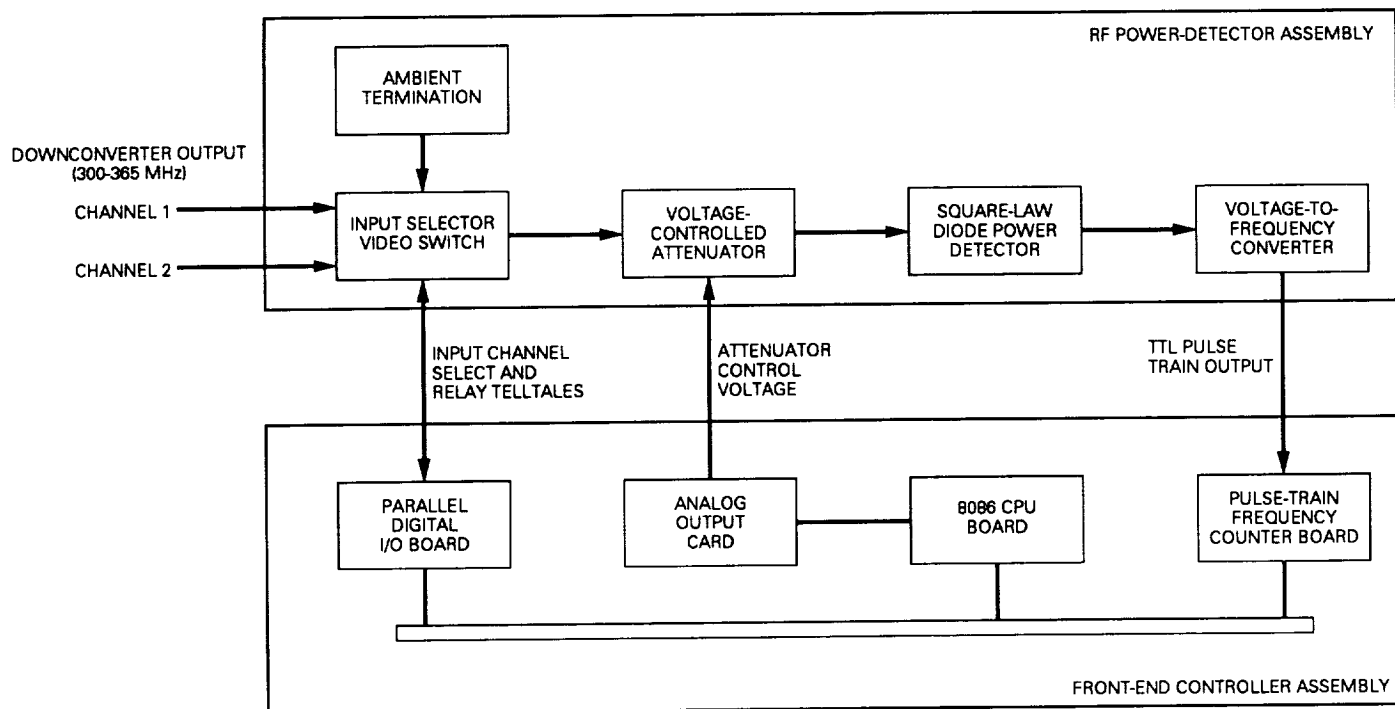 RF POWER-DETECTOR ASSEMBLY
AMBIENT
TERMINATION
DOWNCONVERTER OUTPUT
(300-365 MHz)
CHANNEL 1
CHANNEL 2
INPUT SELECTOR
VIDEO SWITCH
VOLTAGE-
CONTROLLED
ATTENUATOR
SQUARE-LAW
DIODE POWER
DETECTOR
VOLTAGE-TO-
FREQUENCY
CONVERTER
INPUT CHANNEL
SELECT AND
RELAY TELLTALES
ATTENUATOR
CONTROL
VOLTAGE
TTL PULSE
TRAIN OUTPUT
PARALLEL
DIGITAL
I/O BOARD
ANALOG
OUTPUT
CARD
8086 CPU
BOARD
PULSE-TRAIN
FREQUENCY
COUNTER BOARD
FRONT-END CONTROLLER ASSEMBLY